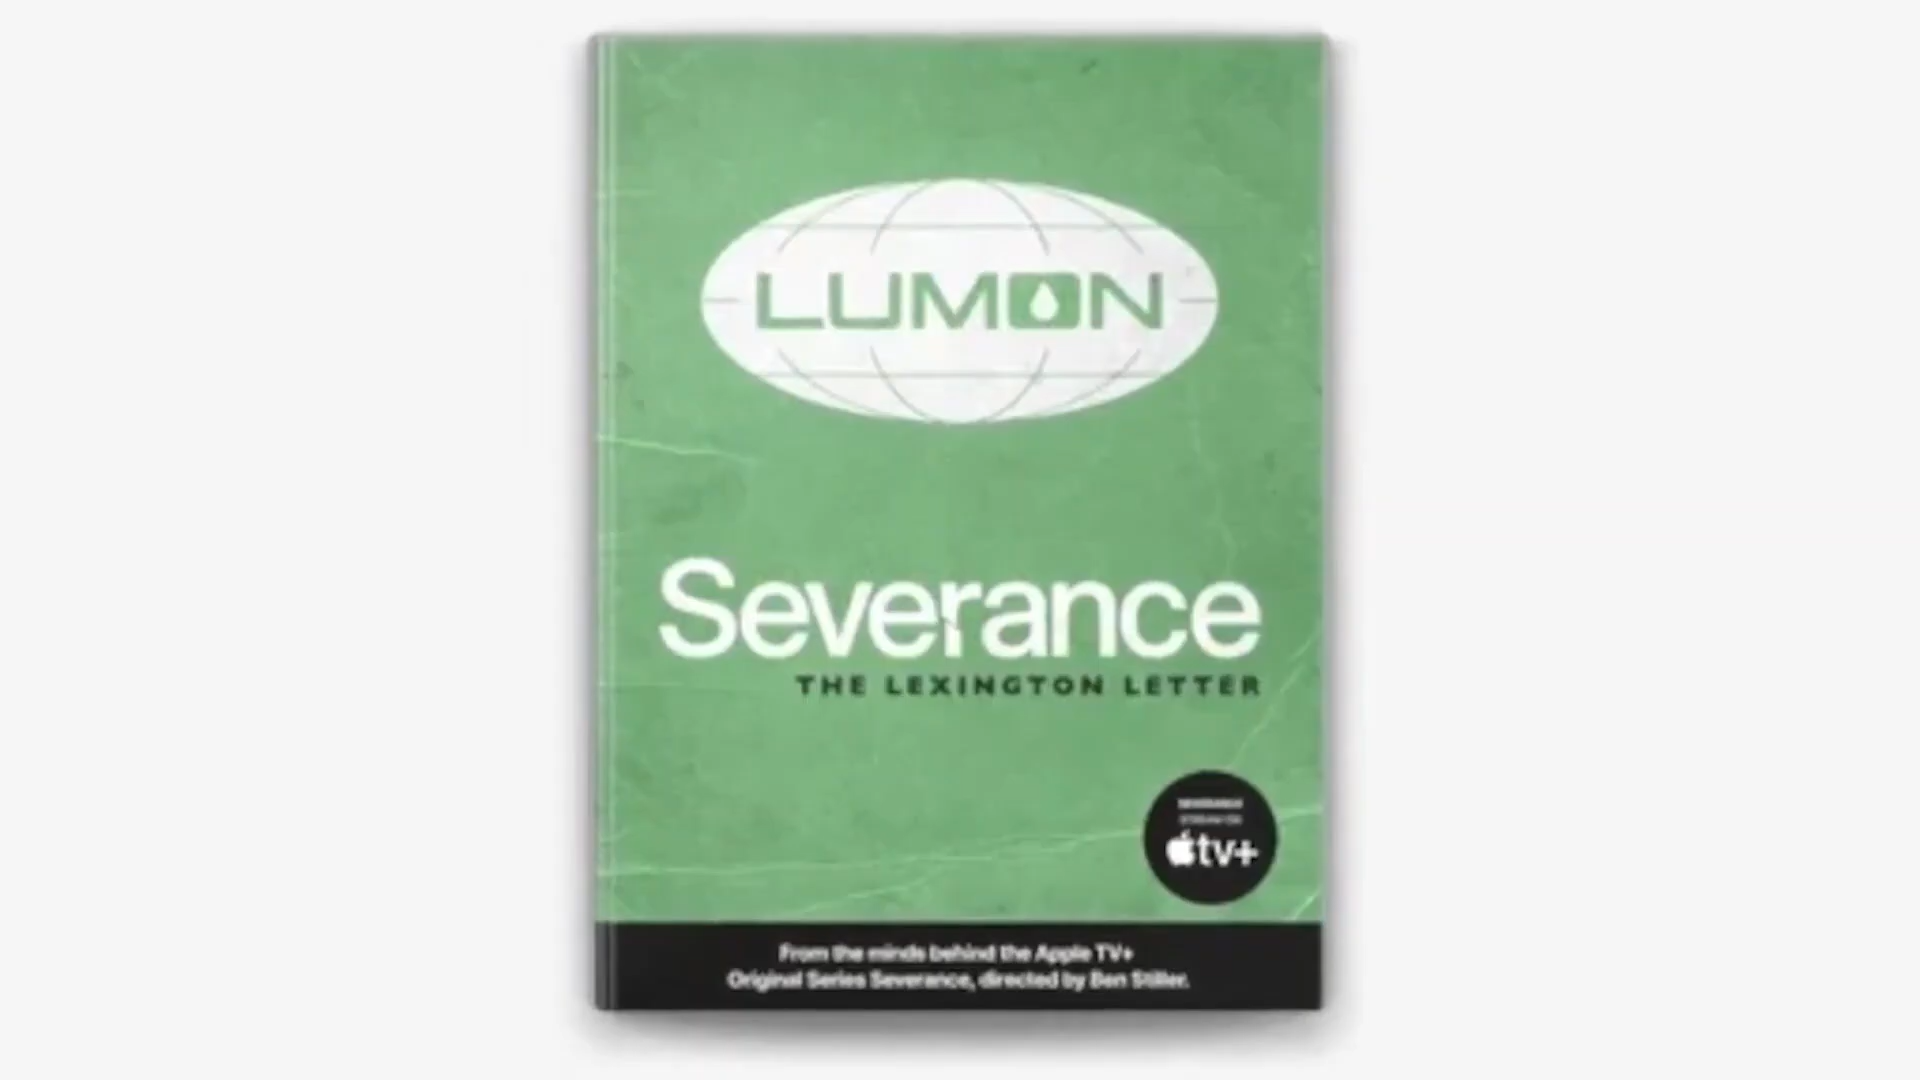 LUMON
Severance
THE LEXINGTON LETTER
tv+
From the minds behind the Apple TV+
Original Series Severance, directed by Ben Stiller.